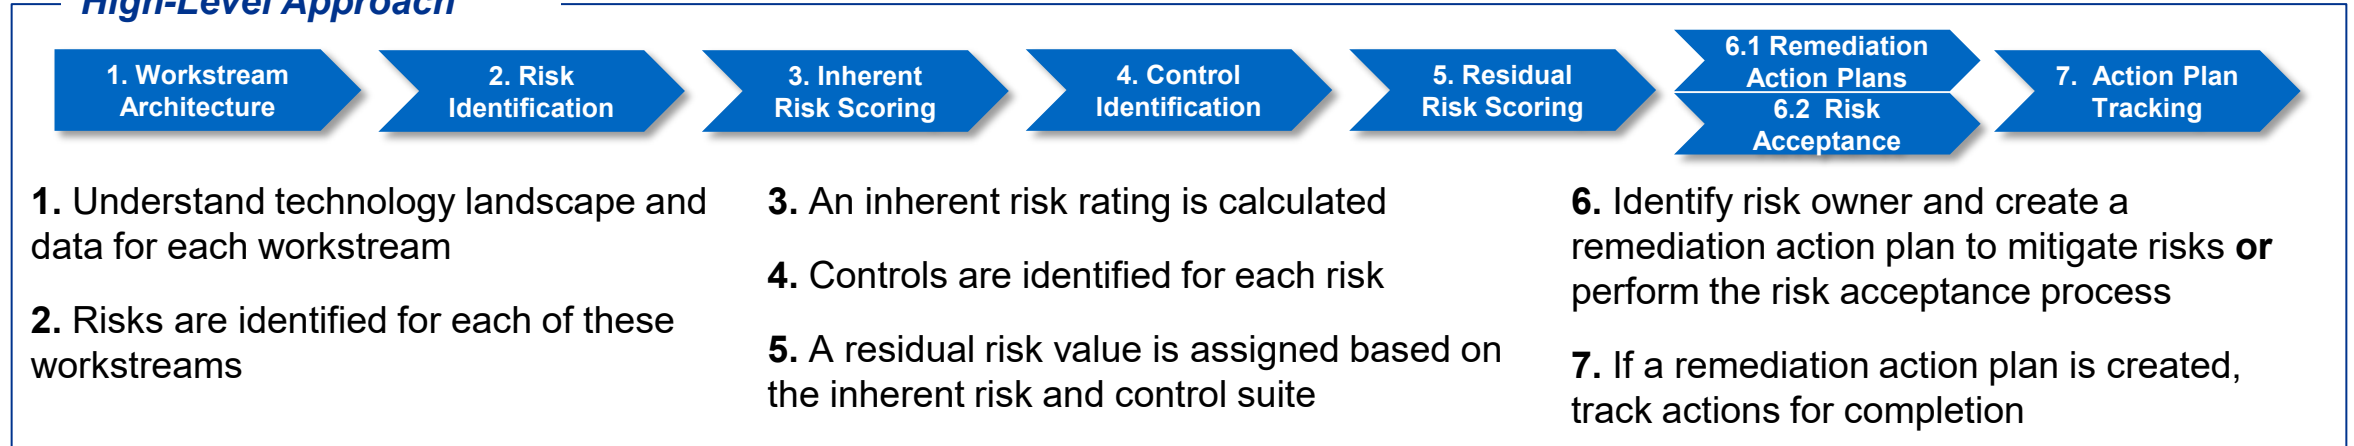 High-Level Approach
1. Workstream
Architecture
2. Risk
Identification
3. Inherent
Risk Scoring
4. Control
Identification
5. Residual
Risk Scoring
6.1 Remediation
Action Plans
6.2 Risk
Acceptance
7. Action Plan
Tracking
1. Understand technology landscape and
data for each workstream
2. Risks are identified for each of these
workstreams
3. An inherent risk rating is calculated
4. Controls are identified for each risk
5. A residual risk value is assigned based on
the inherent risk and control suite
6. Identify risk owner and create a
remediation action plan to mitigate risks or
perform the risk acceptance process
7. If a remediation action plan is created,
track actions for completion